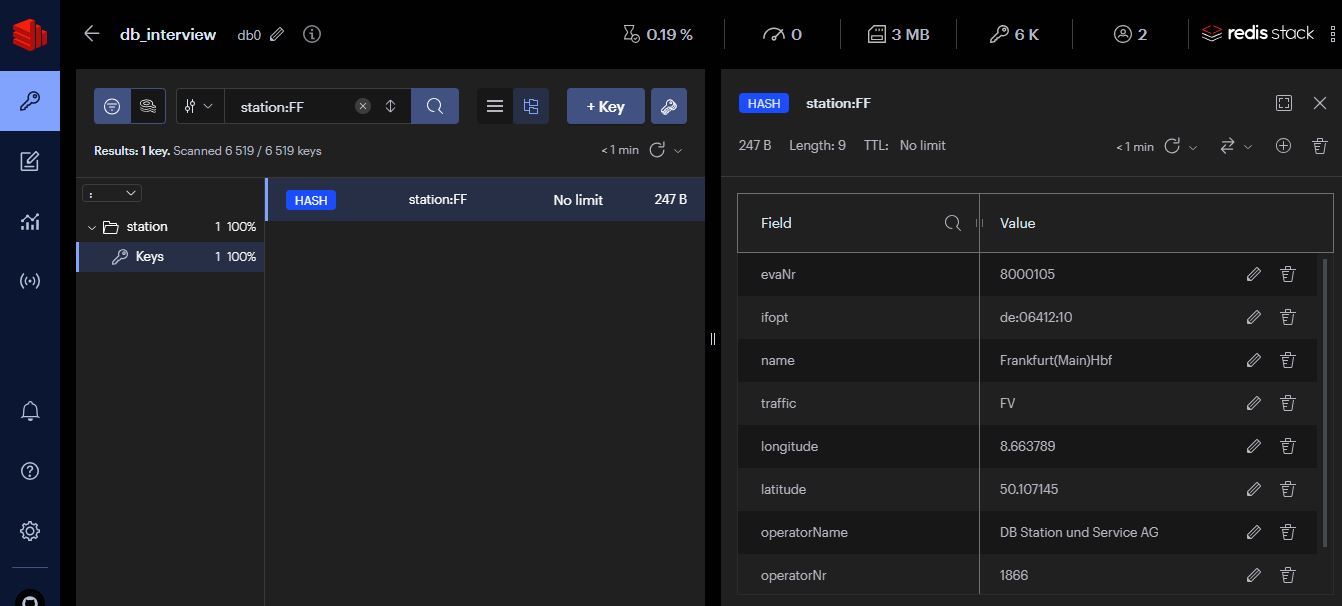 db_interview db0 0.19 % 0 3 MB 6 K 2 redis stack
station:FF + Key
Results: 1 key. Scanned 6 519 / 6 519 keys < 1 min
:
station 1 100%
Keys 1 100%
HASH station:FF No limit 247 B
HASH station:FF
247 B Length: 9 TTL: No limit < 1 min
Field Value
evaNr 8000105
ifopt de:06412:10
name Frankfurt(Main)Hbf
traffic FV
longitude 8.663789
latitude 50.107145
operatorName DB Station und Service AG
operatorNr 1866